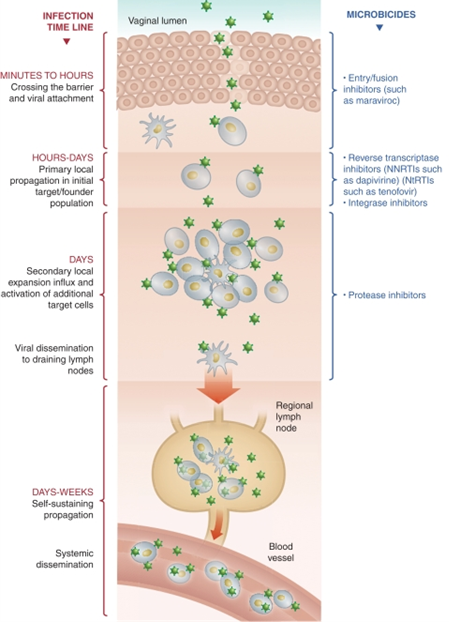 INFECTION
TIME LINE
Vaginal lumen
MICROBICIDES
MINUTES TO HOURS
Crossing the barrier
and viral attachment
• Entry/fusion
inhibitors (such
as maraviroc)
HOURS-DAYS
Primary local
propagation in initial
target/founder
population
• Reverse transcriptase
inhibitors (NNRTIs such
as dapivirine) (NtRTIs
such as tenofovir)
• Integrase inhibitors
DAYS
Secondary local
expansion influx and
activation of additional
target cells
• Protease inhibitors
Viral dissemination
to draining lymph
nodes
Regional
lymph
node
DAYS-WEEKS
Self-sustaining
propagation
Systemic
dissemination
Blood
vessel